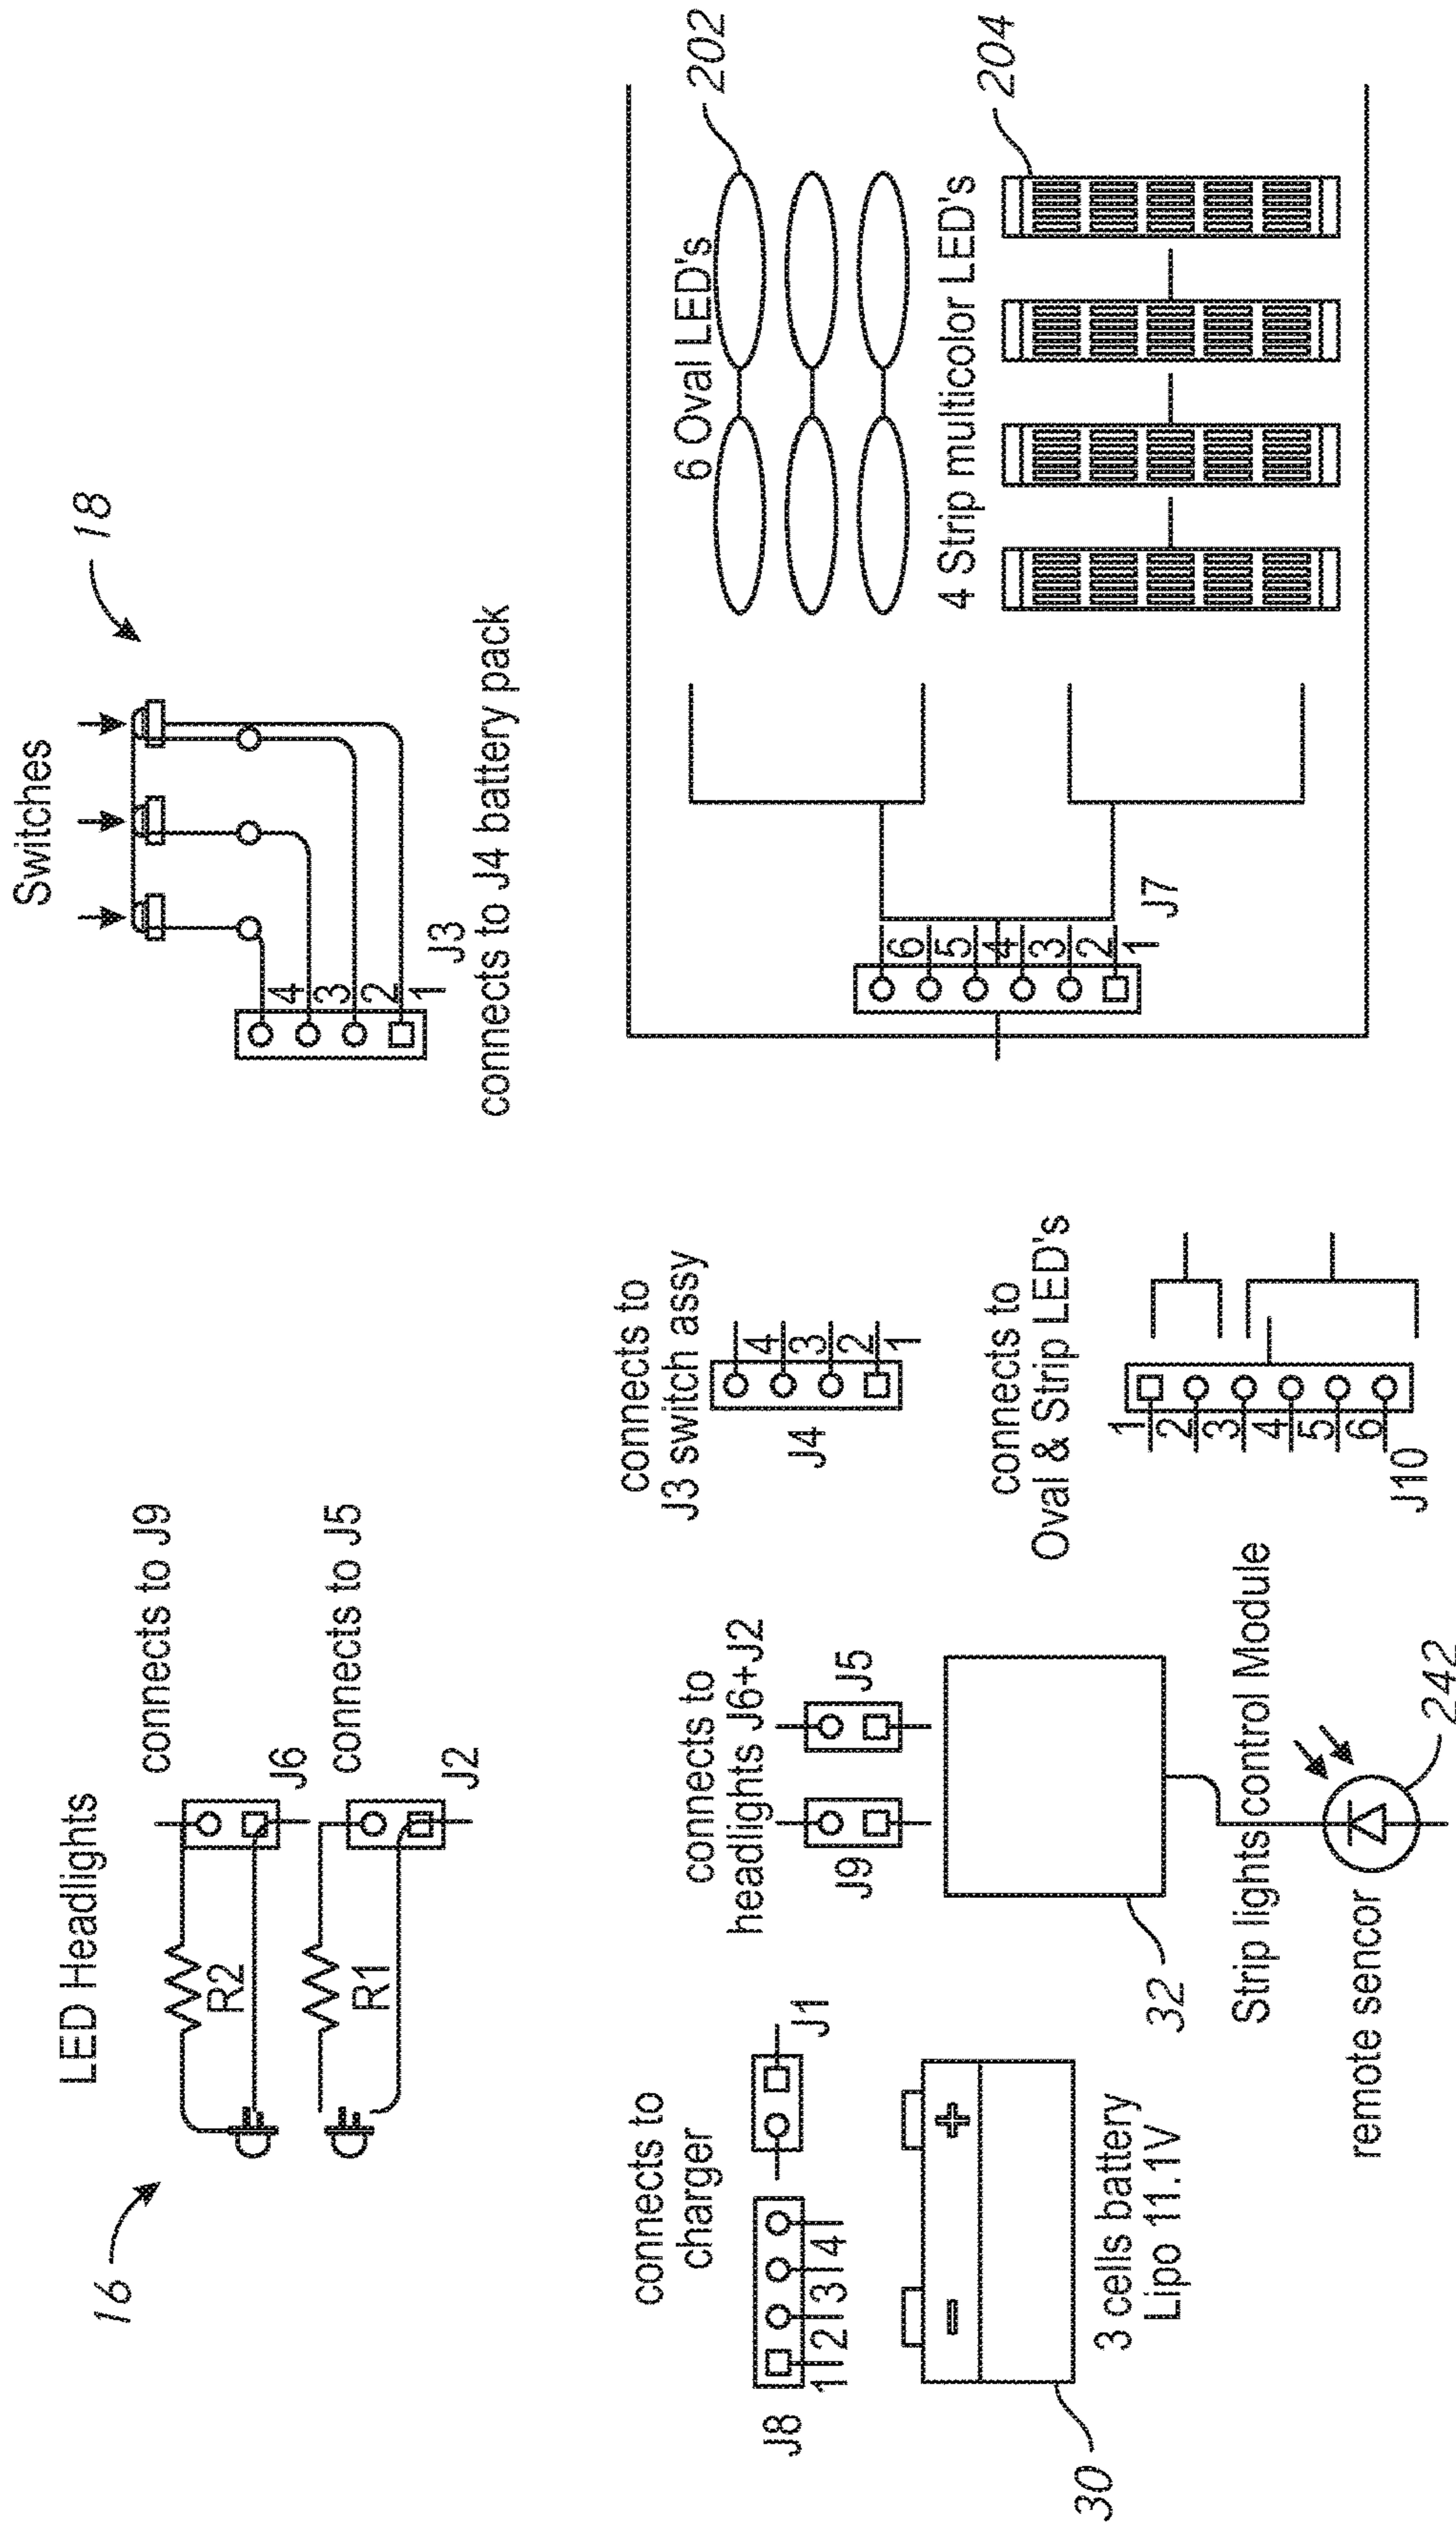 LED Headlights
16
R2
R1
J6
J2
connects to J9
connects to J5
Switches
18
4
3
2
1
J3
connects to J4 battery pack
connects to
charger
J8
1
2
3
4
J1
30
3 cells battery
Lipo 11.1V
connects to
headlights J6+J2
J9
J5
32
Strip lights control Module
remote sencor
242
connects to
J3 switch assy
J4
4
3
2
1
connects to
Oval & Strip LED's
1
2
3
4
5
6
J10
6
5
4
3
2
1
J7
6 Oval LED's
202
4 Strip multicolor LED's
204